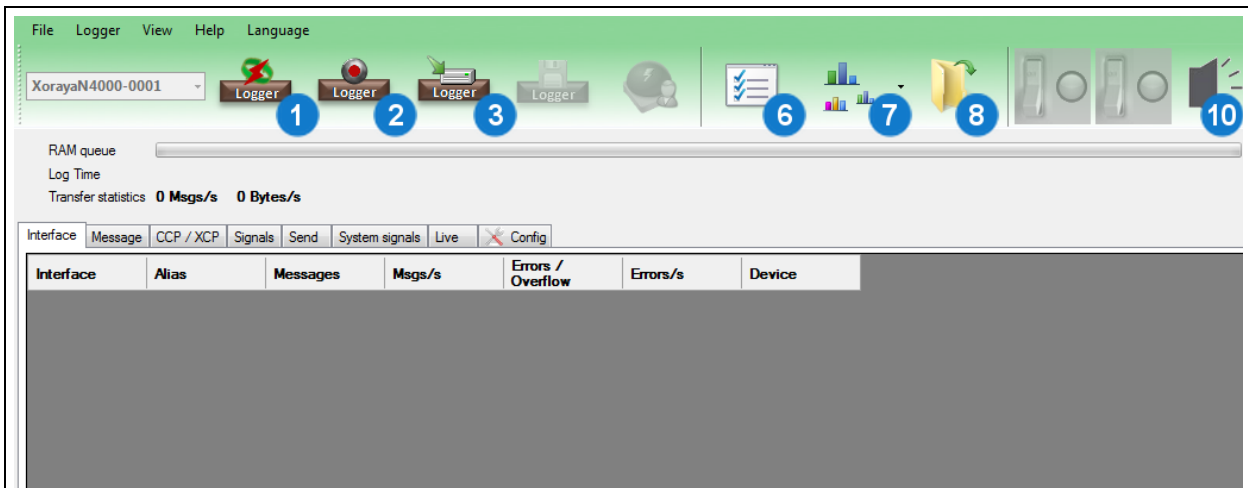 File Logger View Help Language
XorayaN4000-0001 Logger Logger Logger Logger
1 2 3 6 7 8 10
RAM queue
Log Time
Transfer statistics 0 Msgs/s 0 Bytes/s
Interface Message CCP / XCP Signals Send System signals Live Config
Interface Alias Messages Msgs/s Errors / Overflow Errors/s Device